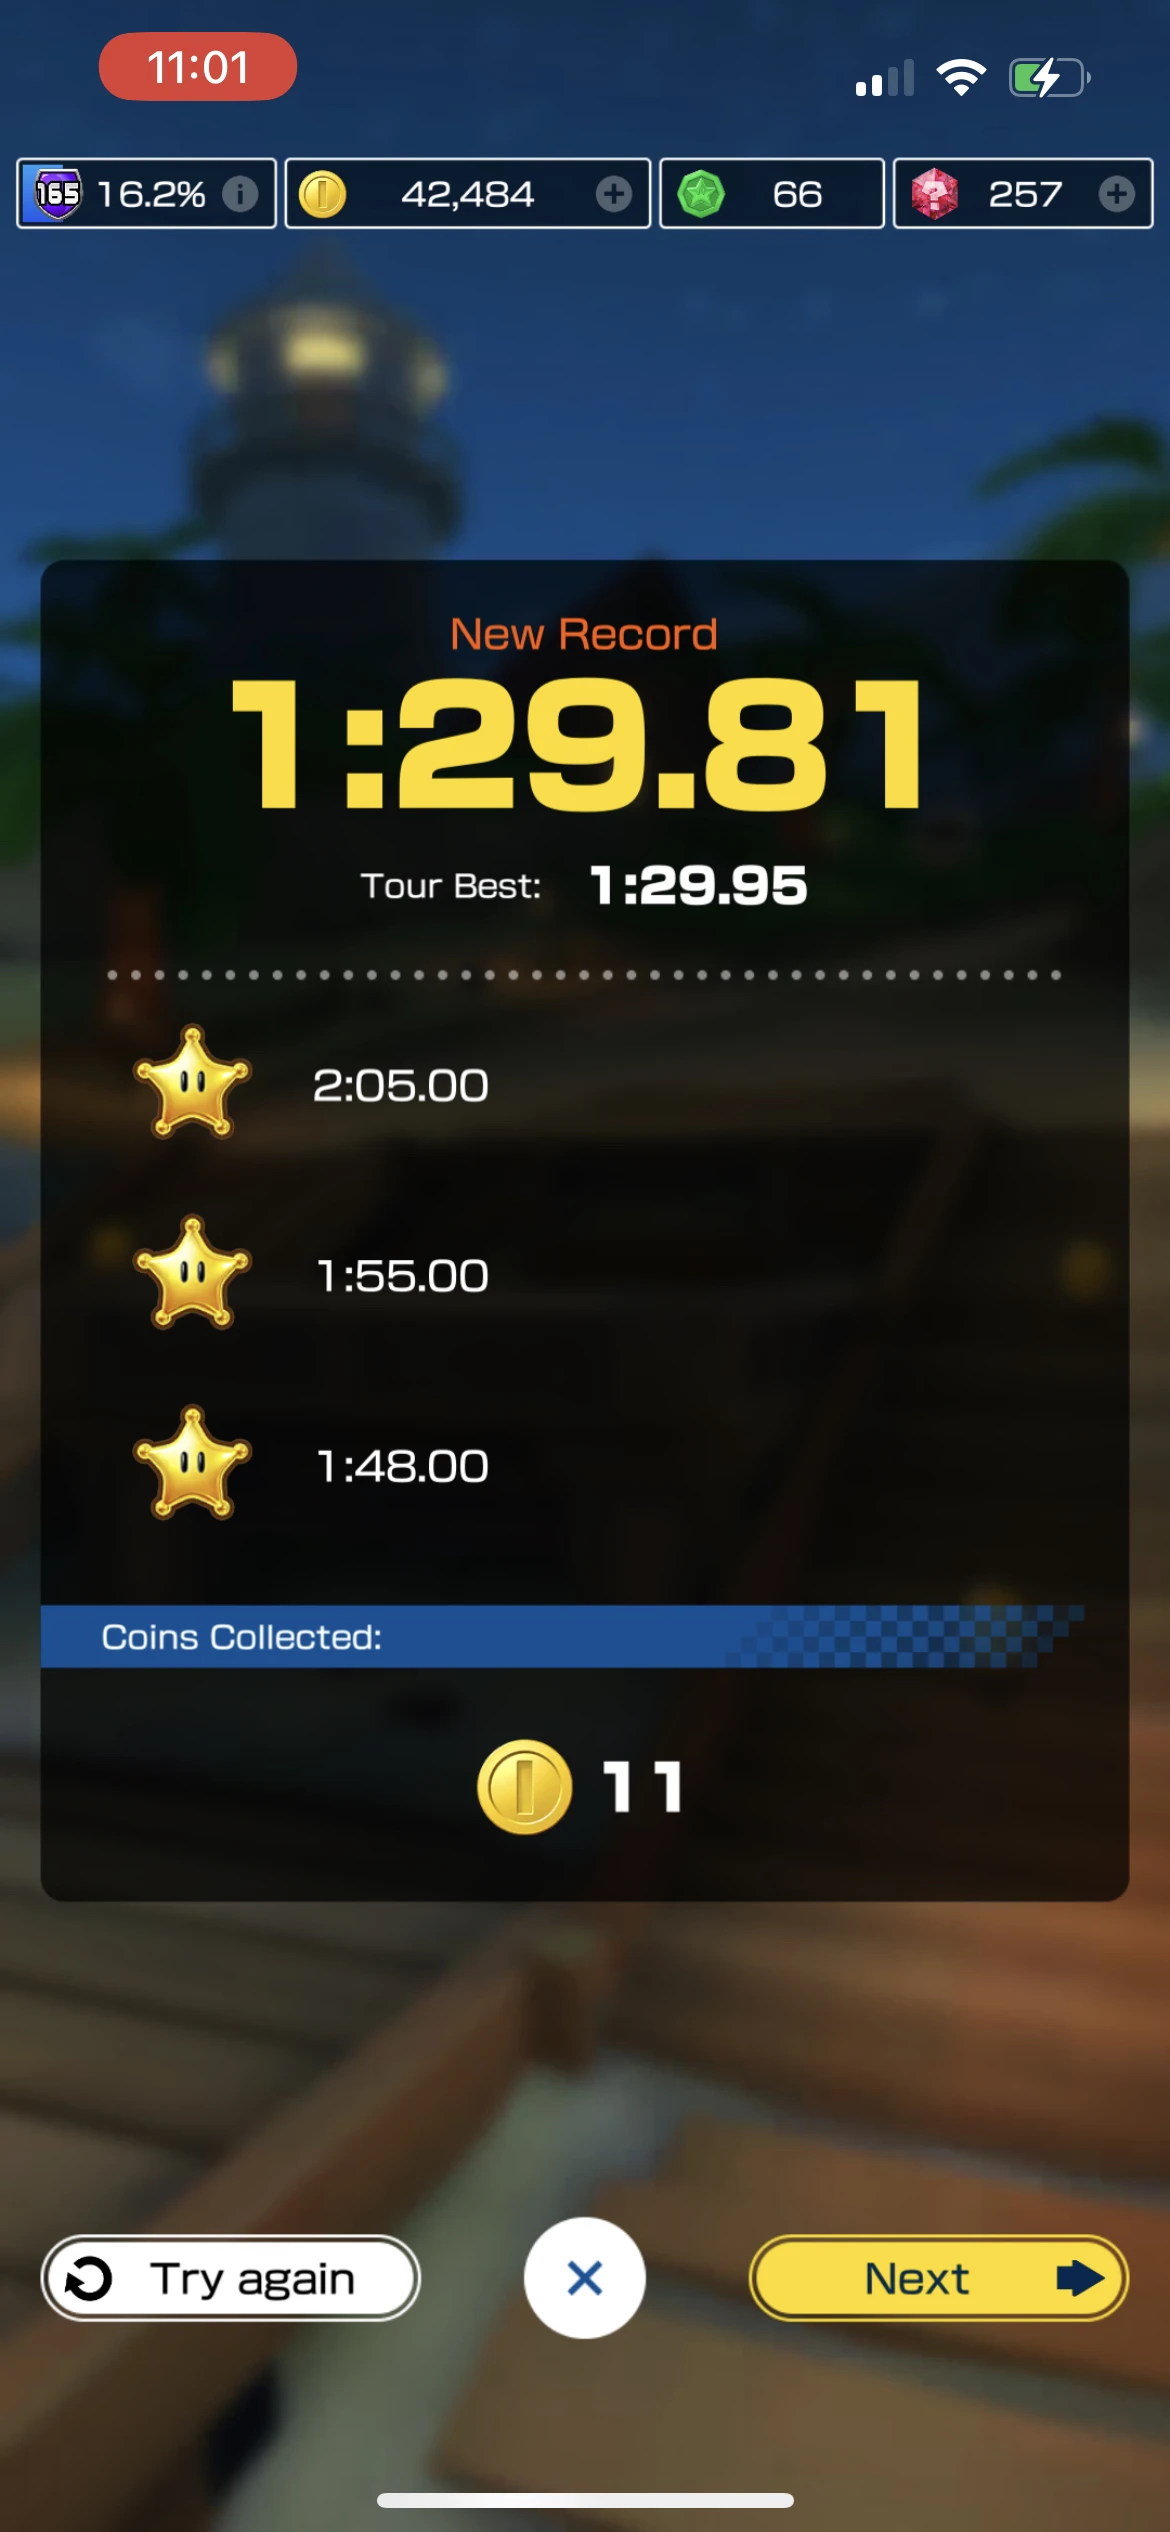 11:01
165 16.2% i 42,484 + 66 ? 257 +
New Record
1:29.81
Tour Best: 1:29.95
2:05.00
1:55.00
1:48.00
Coins Collected:
11
Try again × Next